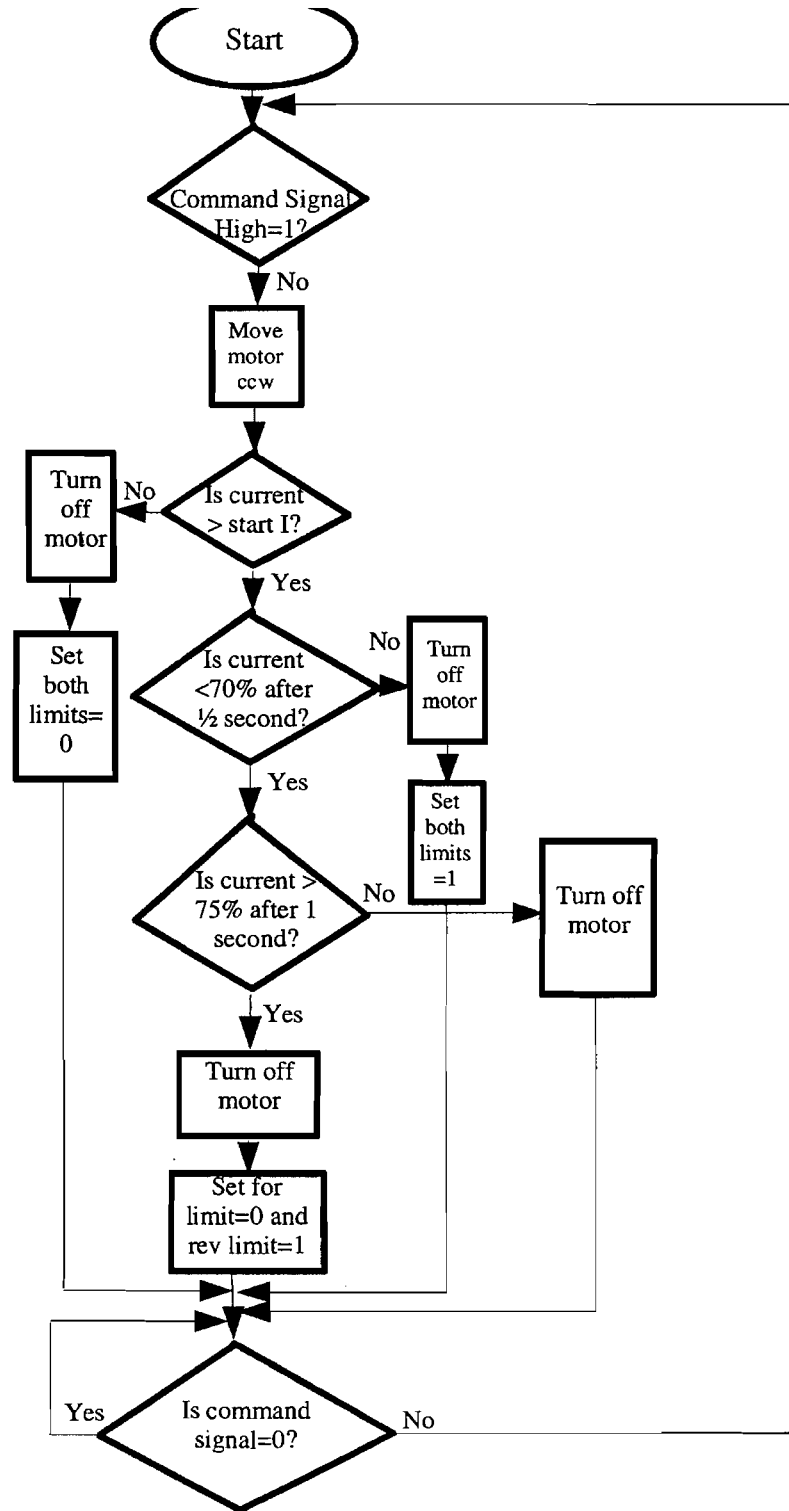 Start
Command Signal
High=1?
No
Move
motor
ccw
Is current
> start I?
No
Turn
off
motor
Set
both
limits=
0
Yes
Is current
<70% after
½ second?
No
Turn
off
motor
Set
both
limits
=1
Yes
Is current >
75% after 1
second?
No
Turn off
motor
Yes
Turn off
motor
Set for
limit=0 and
rev limit=1
Is command
signal=0?
Yes
No